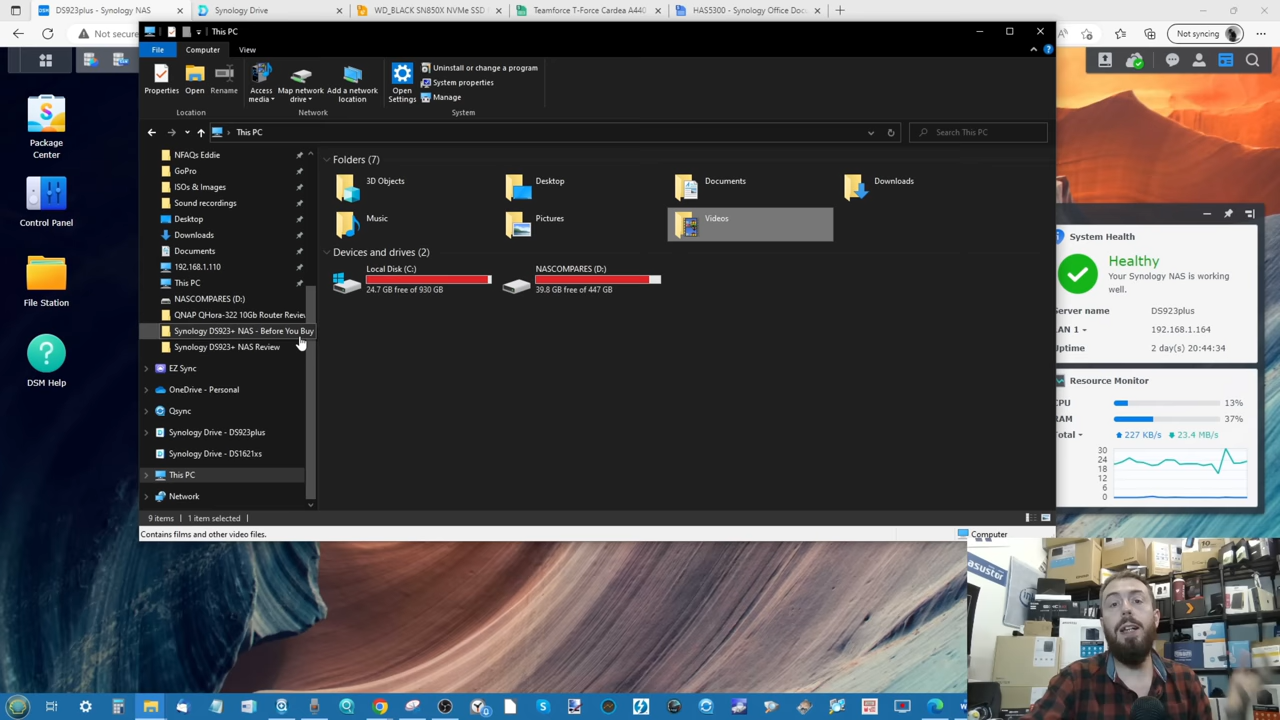 DS923plus - Synology NAS
Synology Drive
WD_BLACK SN850X NVMe SSD
Teamforce T-Force Cardea A440
HAS5300 - Synology Office Docu
Not secure
Not syncing
This PC
File
Computer
View
Properties
Open
Rename
Location
Access media
Map network drive
Add a network location
Network
Open Settings
Uninstall or change a program
System properties
Manage
System
This PC
Search This PC
NFAQs Eddie
GoPro
ISOs & Images
Sound recordings
Desktop
Downloads
Documents
192.168.1.110
This PC
NASCOMPARES (D:)
QNAP QHora-322 10Gb Router Review
Synology DS923+ NAS - Before You Buy
Synology DS923+ NAS Review
EZ Sync
OneDrive - Personal
Qsync
Synology Drive - DS923plus
Synology Drive - DS1621xs
This PC
Network
Folders (7)
3D Objects
Desktop
Documents
Downloads
Music
Pictures
Videos
Devices and drives (2)
Local Disk (C:)
24.7 GB free of 930 GB
NASCOMPARES (D:)
39.8 GB free of 447 GB
9 items
1 item selected
Contains films and other video files.
Computer
Package Center
Control Panel
File Station
DSM Help
System Health
Healthy
Your Synology NAS is working well.
Server name
DS923plus
LAN 1
192.168.1.164
Uptime
2 day(s) 20:44:34
Resource Monitor
CPU
13%
RAM
37%
Total
227 KB/s
23.4 MB/s
30
24
18
12
6
0
asustor